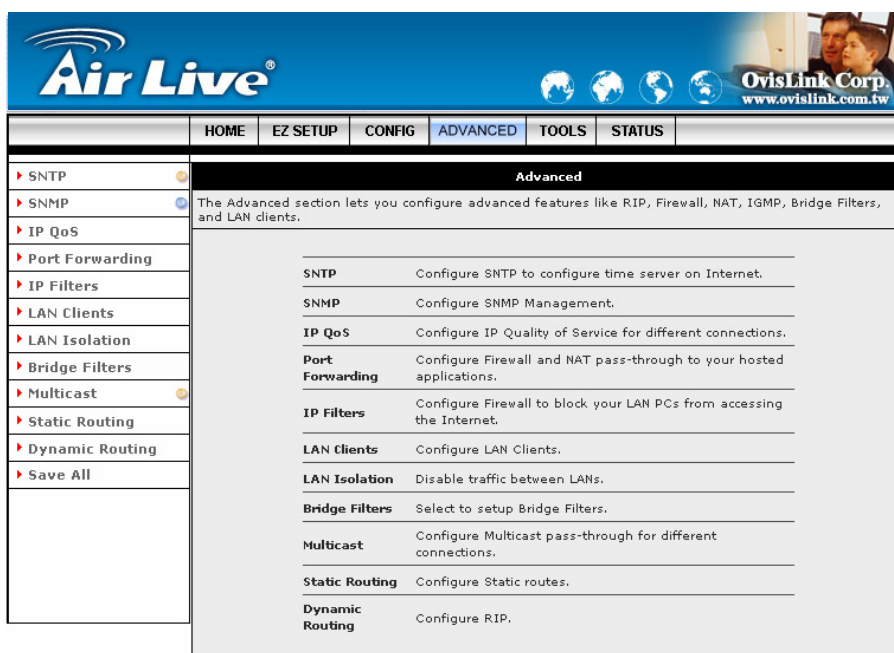 Air Live®
OvisLink Corp.
www.ovislink.com.tw
HOME EZ SETUP CONFIG ADVANCED TOOLS STATUS
SNTP
SNMP
IP QoS
Port Forwarding
IP Filters
LAN Clients
LAN Isolation
Bridge Filters
Multicast
Static Routing
Dynamic Routing
Save All
Advanced
The Advanced section lets you configure advanced features like RIP, Firewall, NAT, IGMP, Bridge Filters,
and LAN clients.
SNTP Configure SNTP to configure time server on Internet.
SNMP Configure SNMP Management.
IP QoS Configure IP Quality of Service for different connections.
Port Forwarding Configure Firewall and NAT pass-through to your hosted
applications.
IP Filters Configure Firewall to block your LAN PCs from accessing
the Internet.
LAN Clients Configure LAN Clients.
LAN Isolation Disable traffic between LANs.
Bridge Filters Select to setup Bridge Filters.
Multicast Configure Multicast pass-through for different
connections.
Static Routing Configure Static routes.
Dynamic Routing Configure RIP.